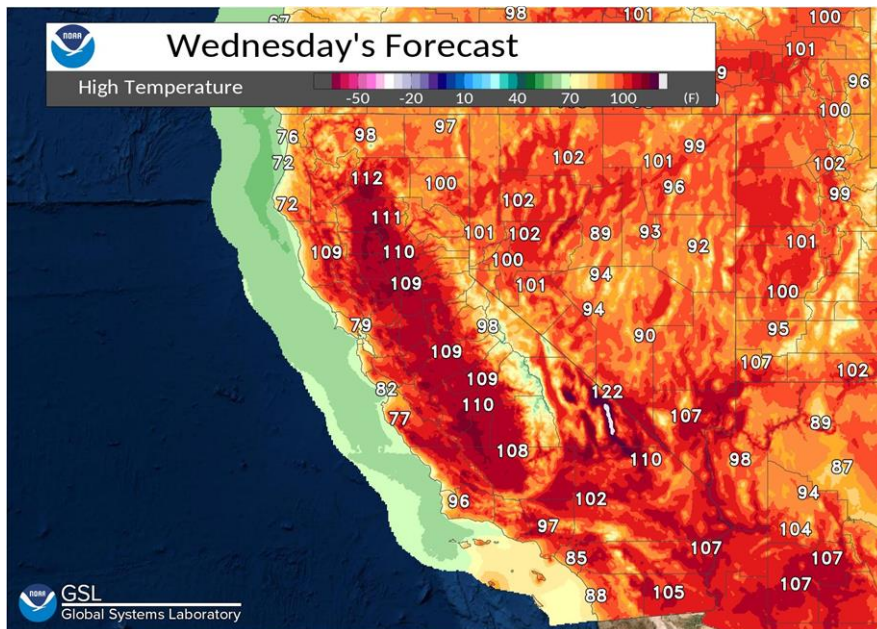 NOAA
Wednesday's Forecast
High Temperature
-50 -20 10 40 70 100 (F)
98 101 100
101
96
100
76 98 97 99
72 102 101 102
112 100 96 99
72 111 102
109 110 101 102 89 93 92 101
100
109 101 94 100
79 98 94 90 95
109 107 102
82 109 122
77 110 107 89
108 110 98 87
96 102 94
97 104
85 107 107
88 105 107
NOAA
GSL
Global Systems Laboratory